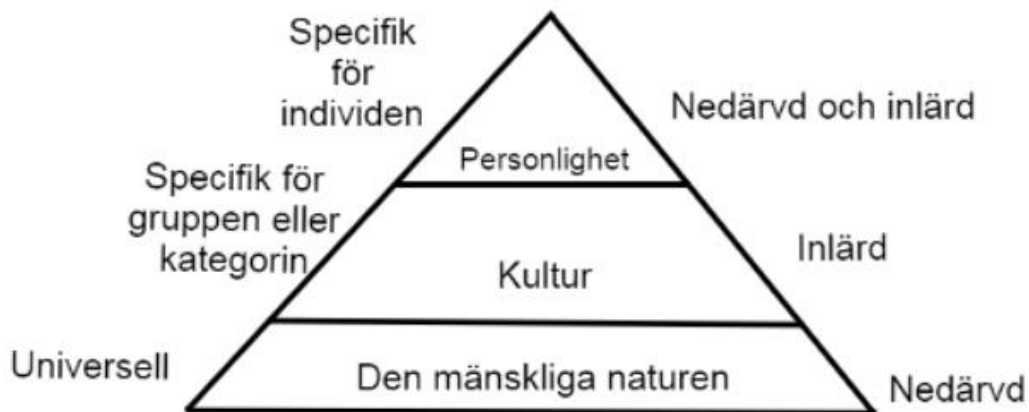 Specifik
för
individen
Nedärvd och inlärd
Personlighet
Specifik för
gruppen eller
kategorin
Kultur
Inlärd
Universell
Den mänskliga naturen
Nedärvd